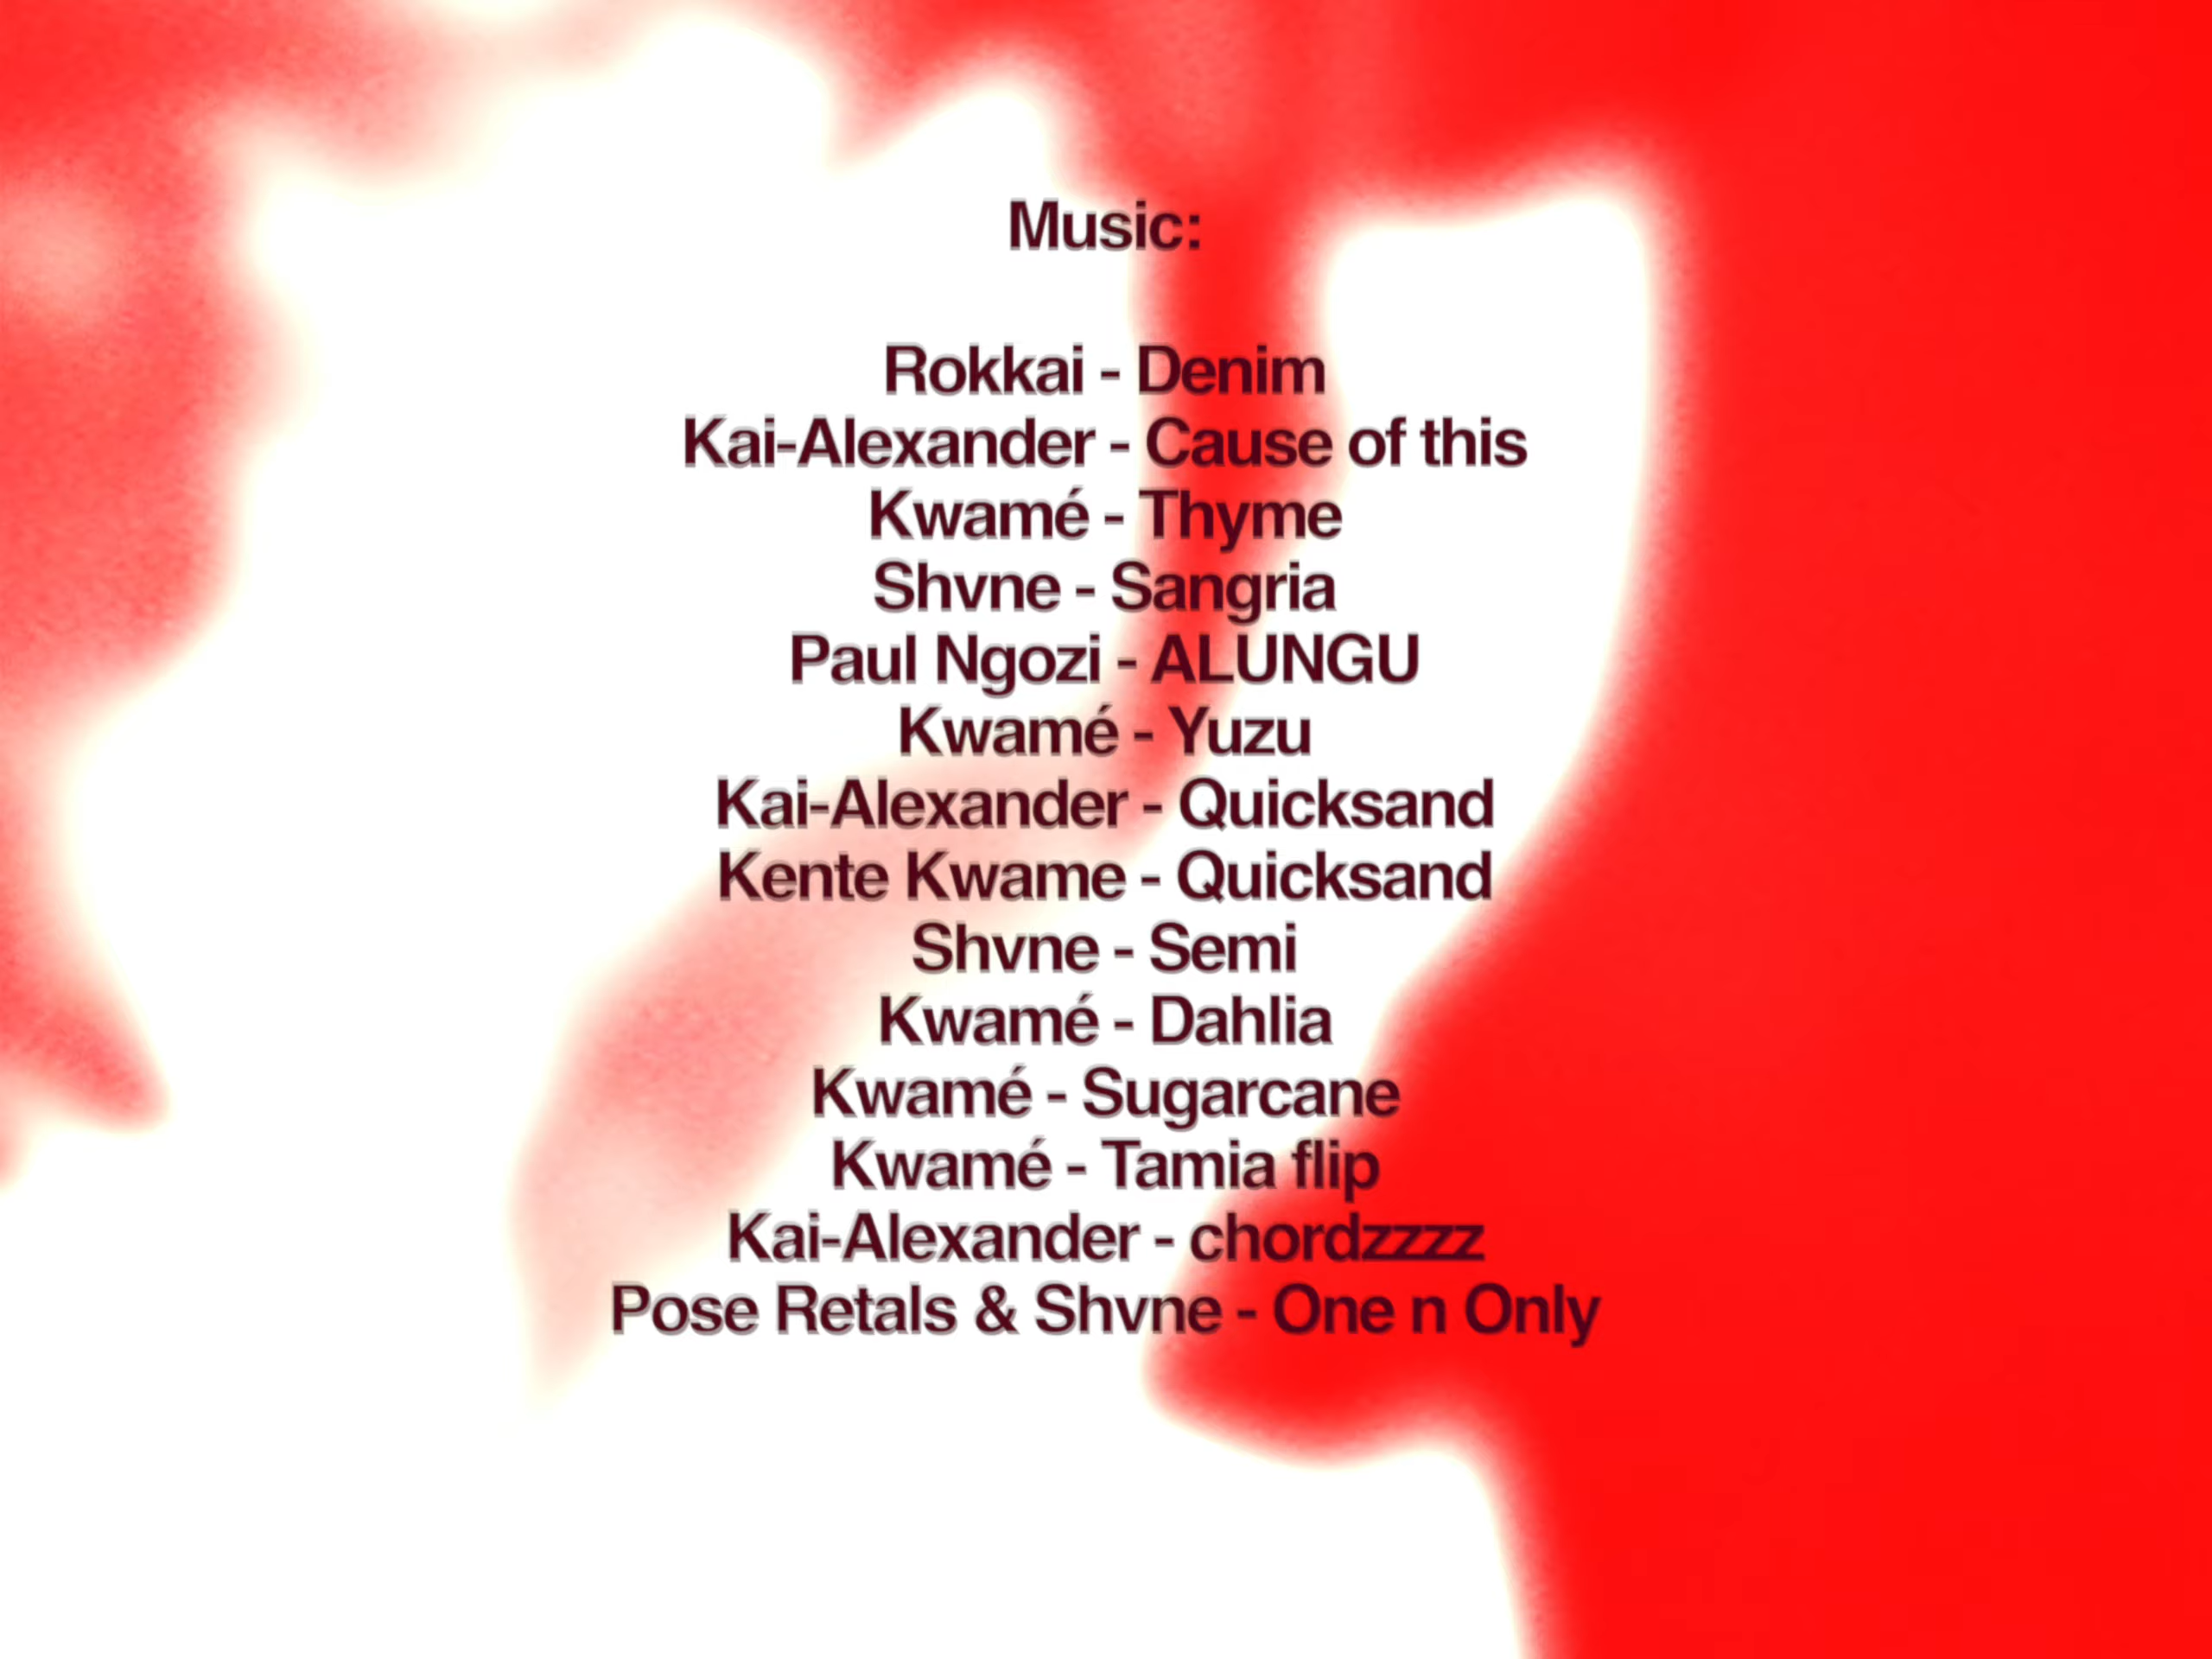 Music:
Rokkai - Denim
Kai-Alexander - Cause of this
Kwamé - Thyme
Shvne - Sangria
Paul Ngozi - ALUNGU
Kwamé - Yuzu
Kai-Alexander - Quicksand
Kente Kwame - Quicksand
Shvne - Semi
Kwamé - Dahlia
Kwamé - Sugarcane
Kwamé - Tamia flip
Kai-Alexander - chordzzzz
Pose Retals & Shvne - One n Only